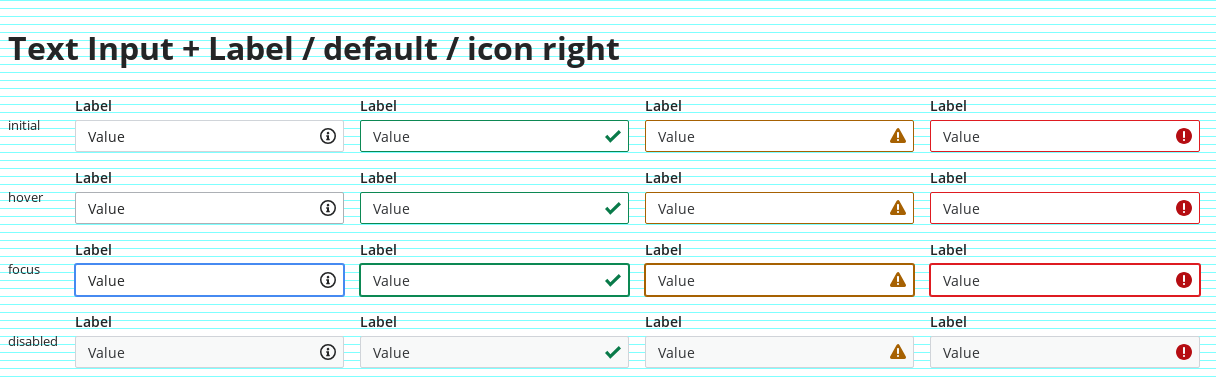 Text Input + Label / default / icon right
Label Label Label Label
initial Value Value Value Value
Label Label Label Label
hover Value Value Value Value
Label Label Label Label
focus Value Value Value Value
Label Label Label Label
disabled Value Value Value Value